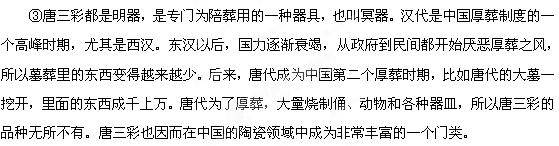 ③唐三彩都是明器，是专门为陪葬用的一种器具，也叫冥器。汉代是中国厚葬制度的一
个高峰时期，尤其是西汉。东汉以后，国力逐渐衰竭，从政府到民间都开始厌恶厚葬之风，
所以墓葬里的东西变得越来越少。后来，唐代成为中国第二个厚葬时期，比如唐代的大墓一
挖开，里面的东西成千上万。唐代为了厚葬，大量烧制俑、动物和各种器皿，所以唐三彩的
品种无所不有。唐三彩也因而在中国的陶瓷领域中成为非常丰富的一个门类。